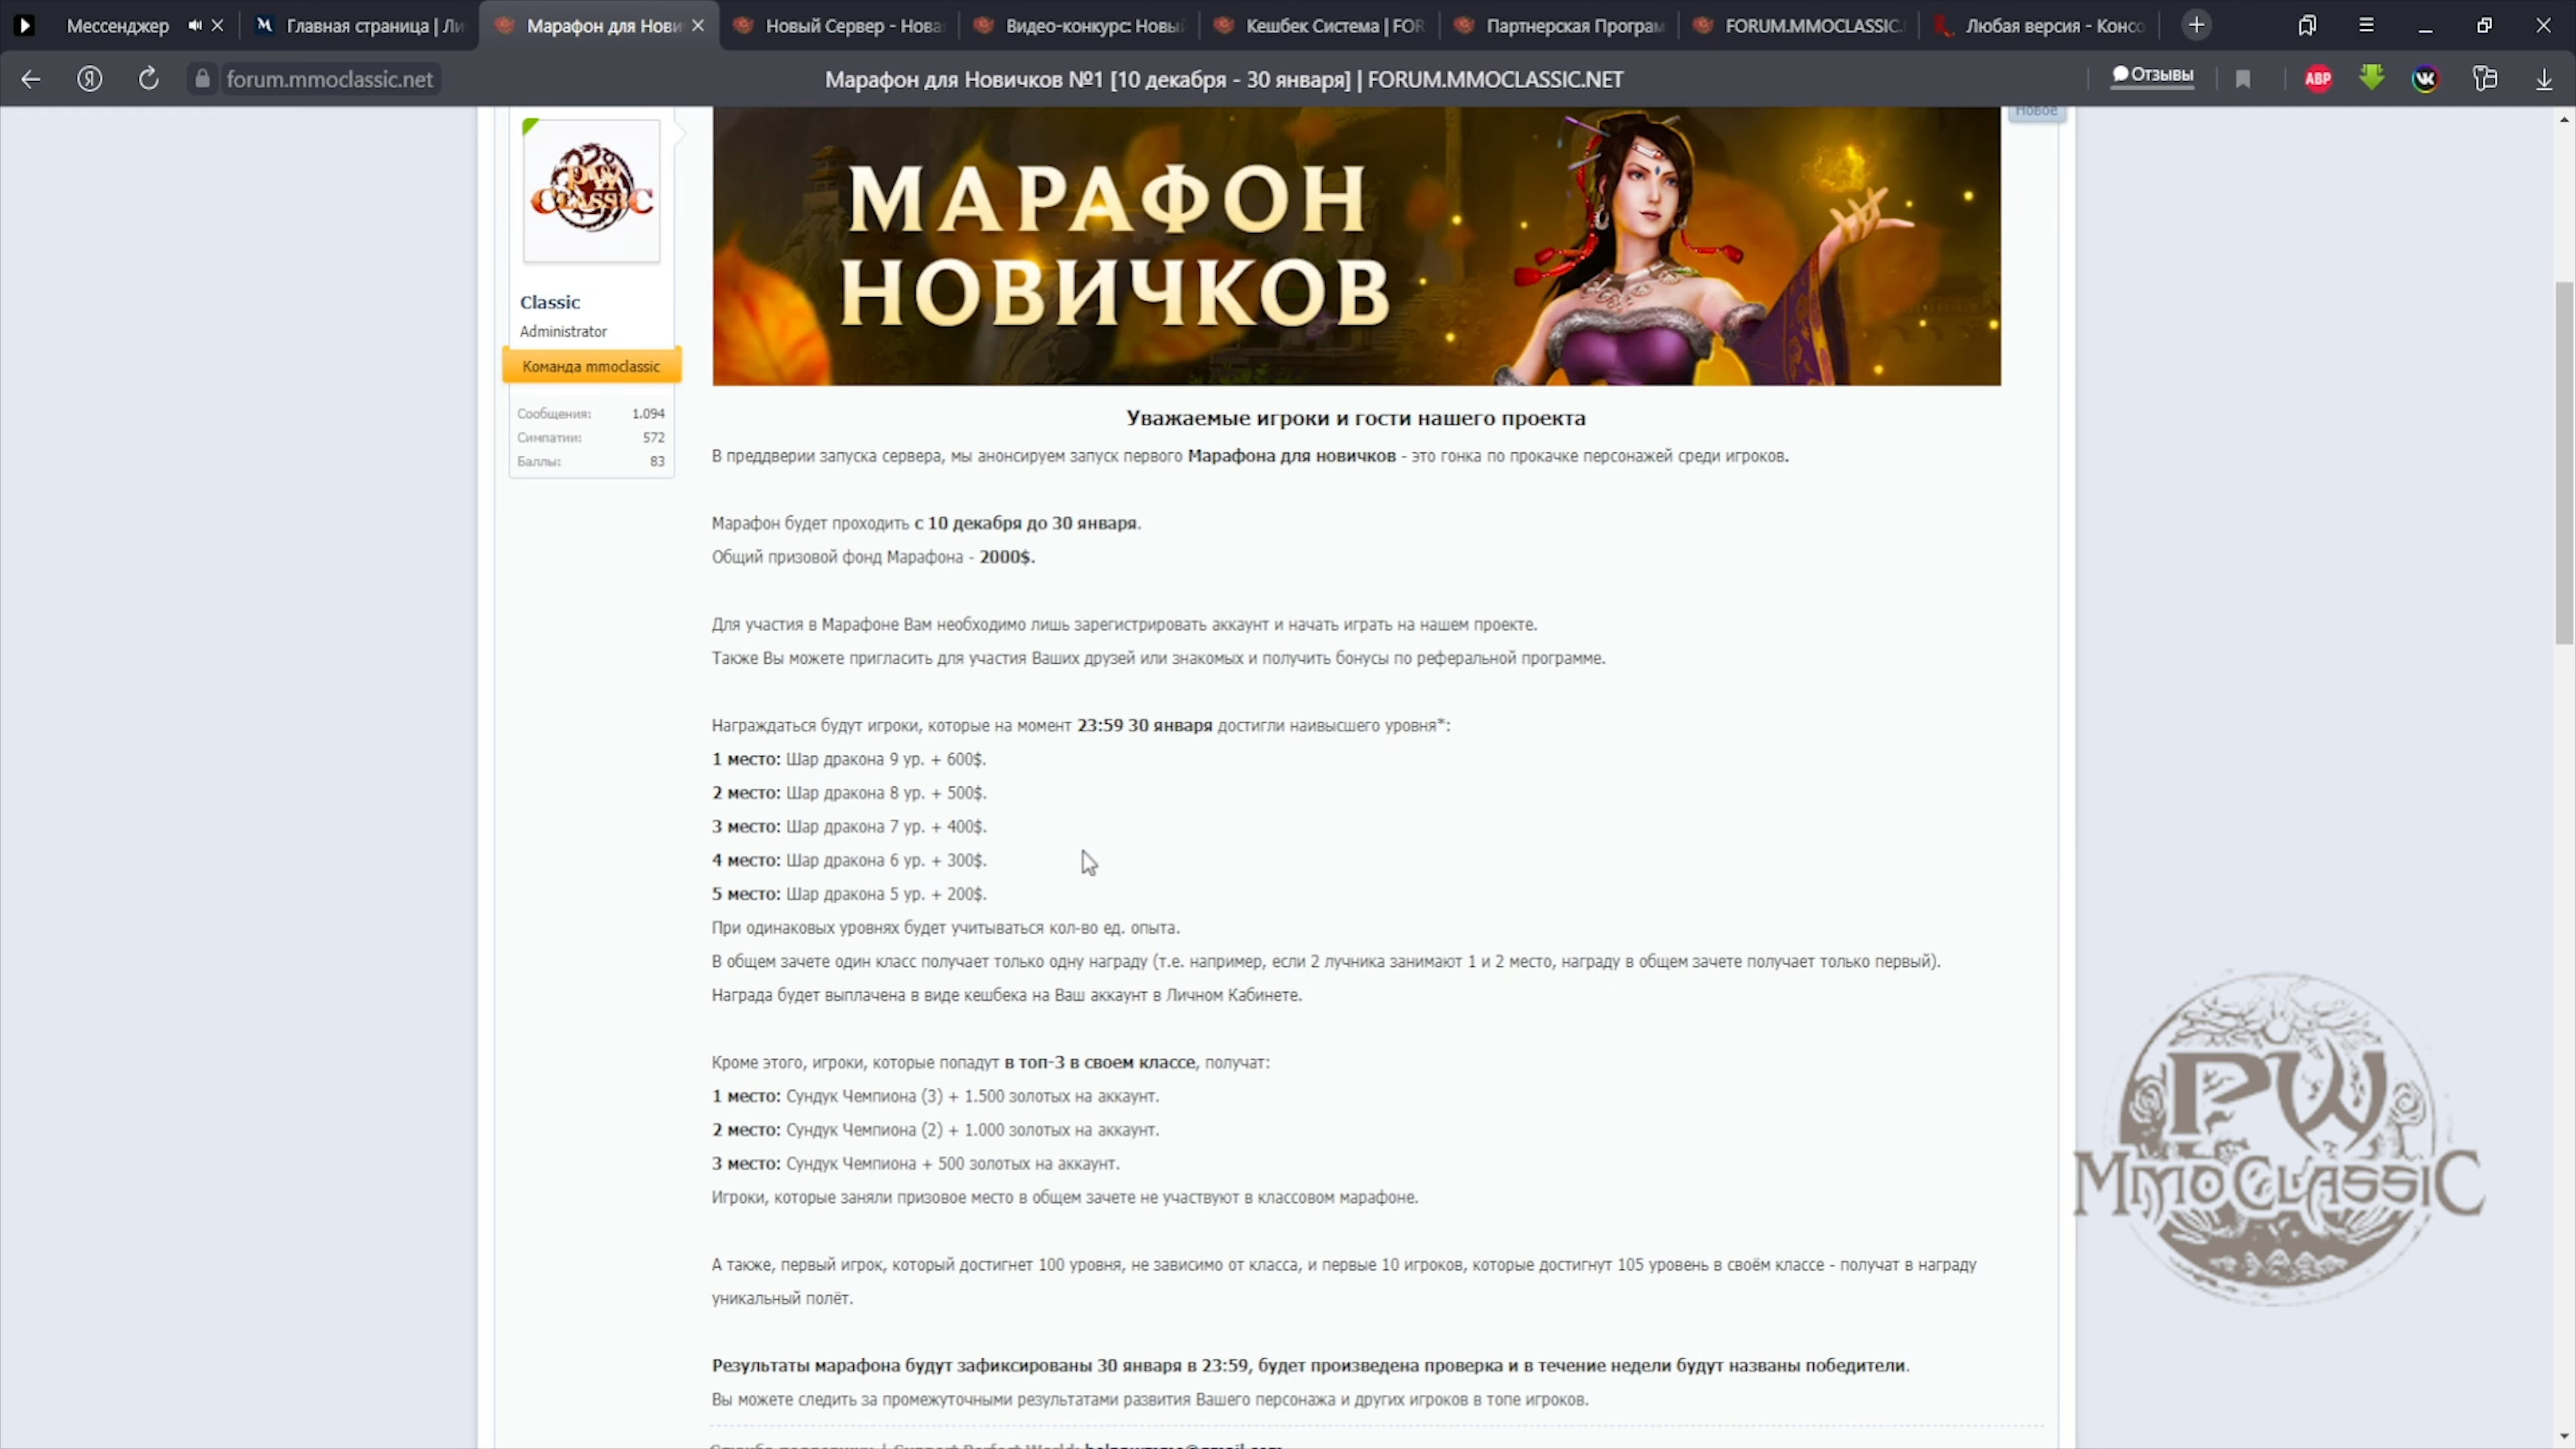 Мессенджер
Главная страница | Ли
Марафон для Нови
Новый Сервер - Нова
Видео-конкурс: Новый
Кешбек Система | FOR
Партнерская Програм
FORUM.MMOCLASSIC.
Любая версия - Консо
forum.mmoclassic.net
Марафон для Новичков №1 [10 декабря - 30 января] | FORUM.MMOCLASSIC.NET
Отзывы
ABP
Новое
PW CLASSIC
МАРАФОН
НОВИЧКОВ
Classic
Administrator
Команда mmoclassic
Сообщения: 1.094
Симпатии: 572
Баллы: 83
Уважаемые игроки и гости нашего проекта
В преддверии запуска сервера, мы анонсируем запуск первого Марафона для новичков - это гонка по прокачке персонажей среди игроков.
Марафон будет проходить с 10 декабря до 30 января.
Общий призовой фонд Марафона - 2000$.
Для участия в Марафоне Вам необходимо лишь зарегистрировать аккаунт и начать играть на нашем проекте.
Также Вы можете пригласить для участия Ваших друзей или знакомых и получить бонусы по реферальной программе.
Награждаться будут игроки, которые на момент 23:59 30 января достигли наивысшего уровня*:
1 место: Шар дракона 9 ур. + 600$.
2 место: Шар дракона 8 ур. + 500$.
3 место: Шар дракона 7 ур. + 400$.
4 место: Шар дракона 6 ур. + 300$.
5 место: Шар дракона 5 ур. + 200$.
При одинаковых уровнях будет учитываться кол-во ед. опыта.
В общем зачете один класс получает только одну награду (т.е. например, если 2 лучника занимают 1 и 2 место, награду в общем зачете получает только первый).
Награда будет выплачена в виде кешбека на Ваш аккаунт в Личном Кабинете.
Кроме этого, игроки, которые попадут в топ-3 в своем классе, получат:
1 место: Сундук Чемпиона (3) + 1.500 золотых на аккаунт.
2 место: Сундук Чемпиона (2) + 1.000 золотых на аккаунт.
3 место: Сундук Чемпиона + 500 золотых на аккаунт.
Игроки, которые заняли призовое место в общем зачете не участвуют в классовом марафоне.
А также, первый игрок, который достигнет 100 уровня, не зависимо от класса, и первые 10 игроков, которые достигнут 105 уровень в своём классе - получат в награду
уникальный полёт.
Результаты марафона будут зафиксированы 30 января в 23:59, будет произведена проверка и в течение недели будут названы победители.
Вы можете следить за промежуточными результатами развития Вашего персонажа и других игроков в топе игроков.
PW
MMOCLASSIC